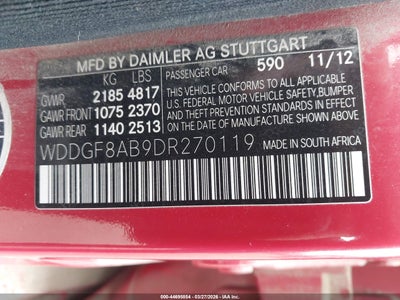 MFD BY DAIMLER AG STUTTGART
KG LBS PASSENGER CAR 590 11/12
GVWR 2185 4817
GAWR FRONT 1075 2370
GAWR REAR 1140 2513
THIS VEHICLE CONFORMS TO ALL APPLICABLE
U.S. FEDERAL MOTOR VEHICLE, BUMPER,
AND THEFT PREVENTION STANDARDS IN
EFFECT ON THE DATE OF MANUFACTURE
SHOWN ABOVE.
WDDGF8AB9DR270119 MADE IN SOUTH AFRICA
000-44695884 | 03/27/2026 | IAA, Inc.